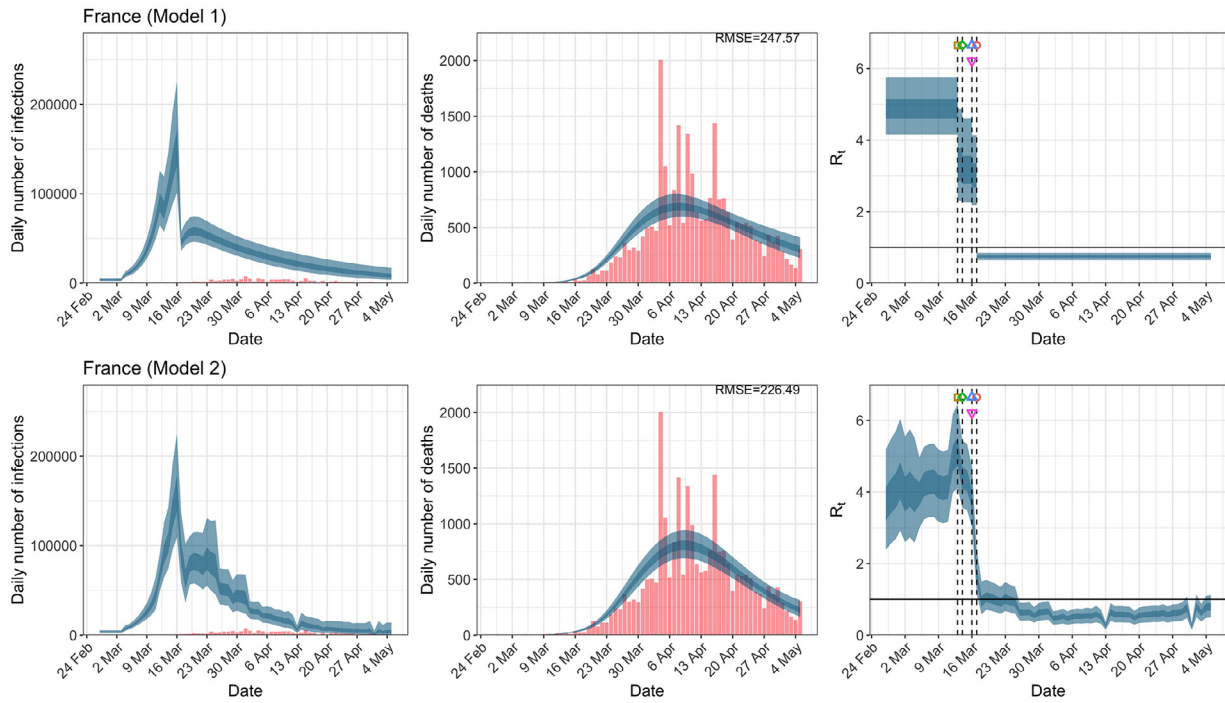 France (Model 1)
Daily number of infections
200000
100000
0
24 Feb
2 Mar
9 Mar
16 Mar
23 Mar
30 Mar
6 Apr
13 Apr
20 Apr
27 Apr
4 May
Date
Daily number of deaths
RMSE=247.57
2000
1500
1000
500
0
24 Feb
2 Mar
9 Mar
16 Mar
23 Mar
30 Mar
6 Apr
13 Apr
20 Apr
27 Apr
4 May
Date
Rt
6
4
2
0
24 Feb
2 Mar
9 Mar
16 Mar
23 Mar
30 Mar
6 Apr
13 Apr
20 Apr
27 Apr
4 May
Date
France (Model 2)
Daily number of infections
200000
100000
0
24 Feb
2 Mar
9 Mar
16 Mar
23 Mar
30 Mar
6 Apr
13 Apr
20 Apr
27 Apr
4 May
Date
Daily number of deaths
RMSE=226.49
2000
1500
1000
500
0
24 Feb
2 Mar
9 Mar
16 Mar
23 Mar
30 Mar
6 Apr
13 Apr
20 Apr
27 Apr
4 May
Date
Rt
6
4
2
0
24 Feb
2 Mar
9 Mar
16 Mar
23 Mar
30 Mar
6 Apr
13 Apr
20 Apr
27 Apr
4 May
Date